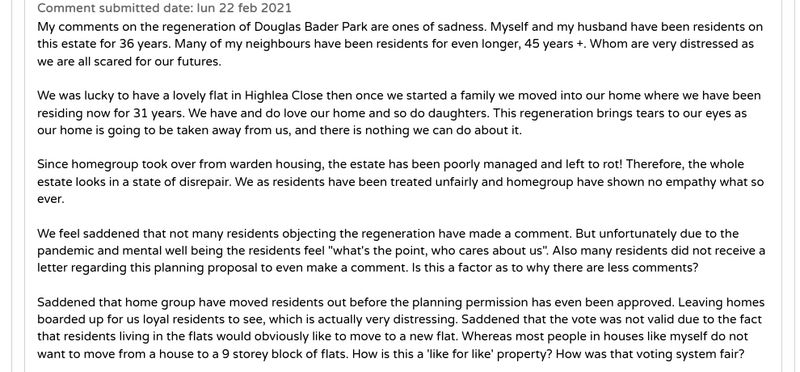 Comment submitted date: lun 22 feb 2021
My comments on the regeneration of Douglas Bader Park are ones of sadness. Myself and my husband have been residents on
this estate for 36 years. Many of my neighbours have been residents for even longer, 45 years +. Whom are very distressed as
we are all scared for our futures.
We was lucky to have a lovely flat in Highlea Close then once we started a family we moved into our home where we have been
residing now for 31 years. We have and do love our home and so do daughters. This regeneration brings tears to our eyes as
our home is going to be taken away from us, and there is nothing we can do about it.
Since homegroup took over from warden housing, the estate has been poorly managed and left to rot! Therefore, the whole
estate looks in a state of disrepair. We as residents have been treated unfairly and homegroup have shown no empathy what so
ever.
We feel saddened that not many residents objecting the regeneration have made a comment. But unfortunately due to the
pandemic and mental well being the residents feel "what's the point, who cares about us". Also many residents did not receive a
letter regarding this planning proposal to even make a comment. Is this a factor as to why there are less comments?
Saddened that home group have moved residents out before the planning permission has even been approved. Leaving homes
boarded up for us loyal residents to see, which is actually very distressing. Saddened that the vote was not valid due to the fact
that residents living in the flats would obviously like to move to a new flat. Whereas most people in houses like myself do not
want to move from a house to a 9 storey block of flats. How is this a 'like for like' property? How was that voting system fair?